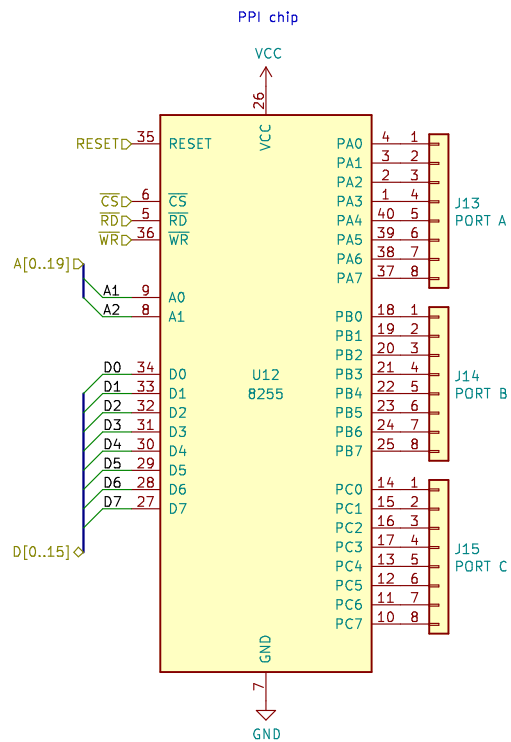 PPI chip
VCC
26
VCC
RESET 35 RESET PA0 4 1
PA1 3 2
PA2 2 3
CS 6 CS PA3 1 4 J13
RD 5 RD PA4 40 5 PORT A
WR 36 WR PA5 39 6
A[0..19] PA6 38 7
PA7 37 8
A1 9 A0
A2 8 A1 PB0 18 1
PB1 19 2
PB2 20 3
D0 34 D0 U12 PB3 21 4 J14
D1 33 D1 8255 PB4 22 5 PORT B
D2 32 D2 PB5 23 6
D3 31 D3 PB6 24 7
D4 30 D4 PB7 25 8
D5 29 D5
D6 28 D6 PC0 14 1
D7 27 D7 PC1 15 2
PC2 16 3
D[0..15] PC3 17 4 J15
PC4 13 5 PORT C
PC5 12 6
PC6 11 7
PC7 10 8
GND
7
GND